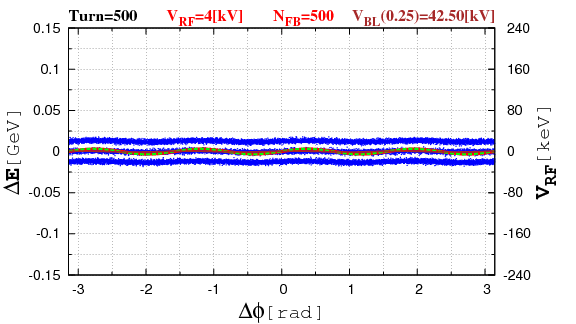 Turn=500 V_RF=4[kV] N_FB=500 V_BL(0.25)=42.50[kV]
0.15 240
0.1 160
0.05 80
0 0
-0.05 -80
-0.1 -160
-0.15 -240
ΔE[GeV]
V_RF[keV]
-3 -2 -1 0 1 2 3
Δϕ[rad]